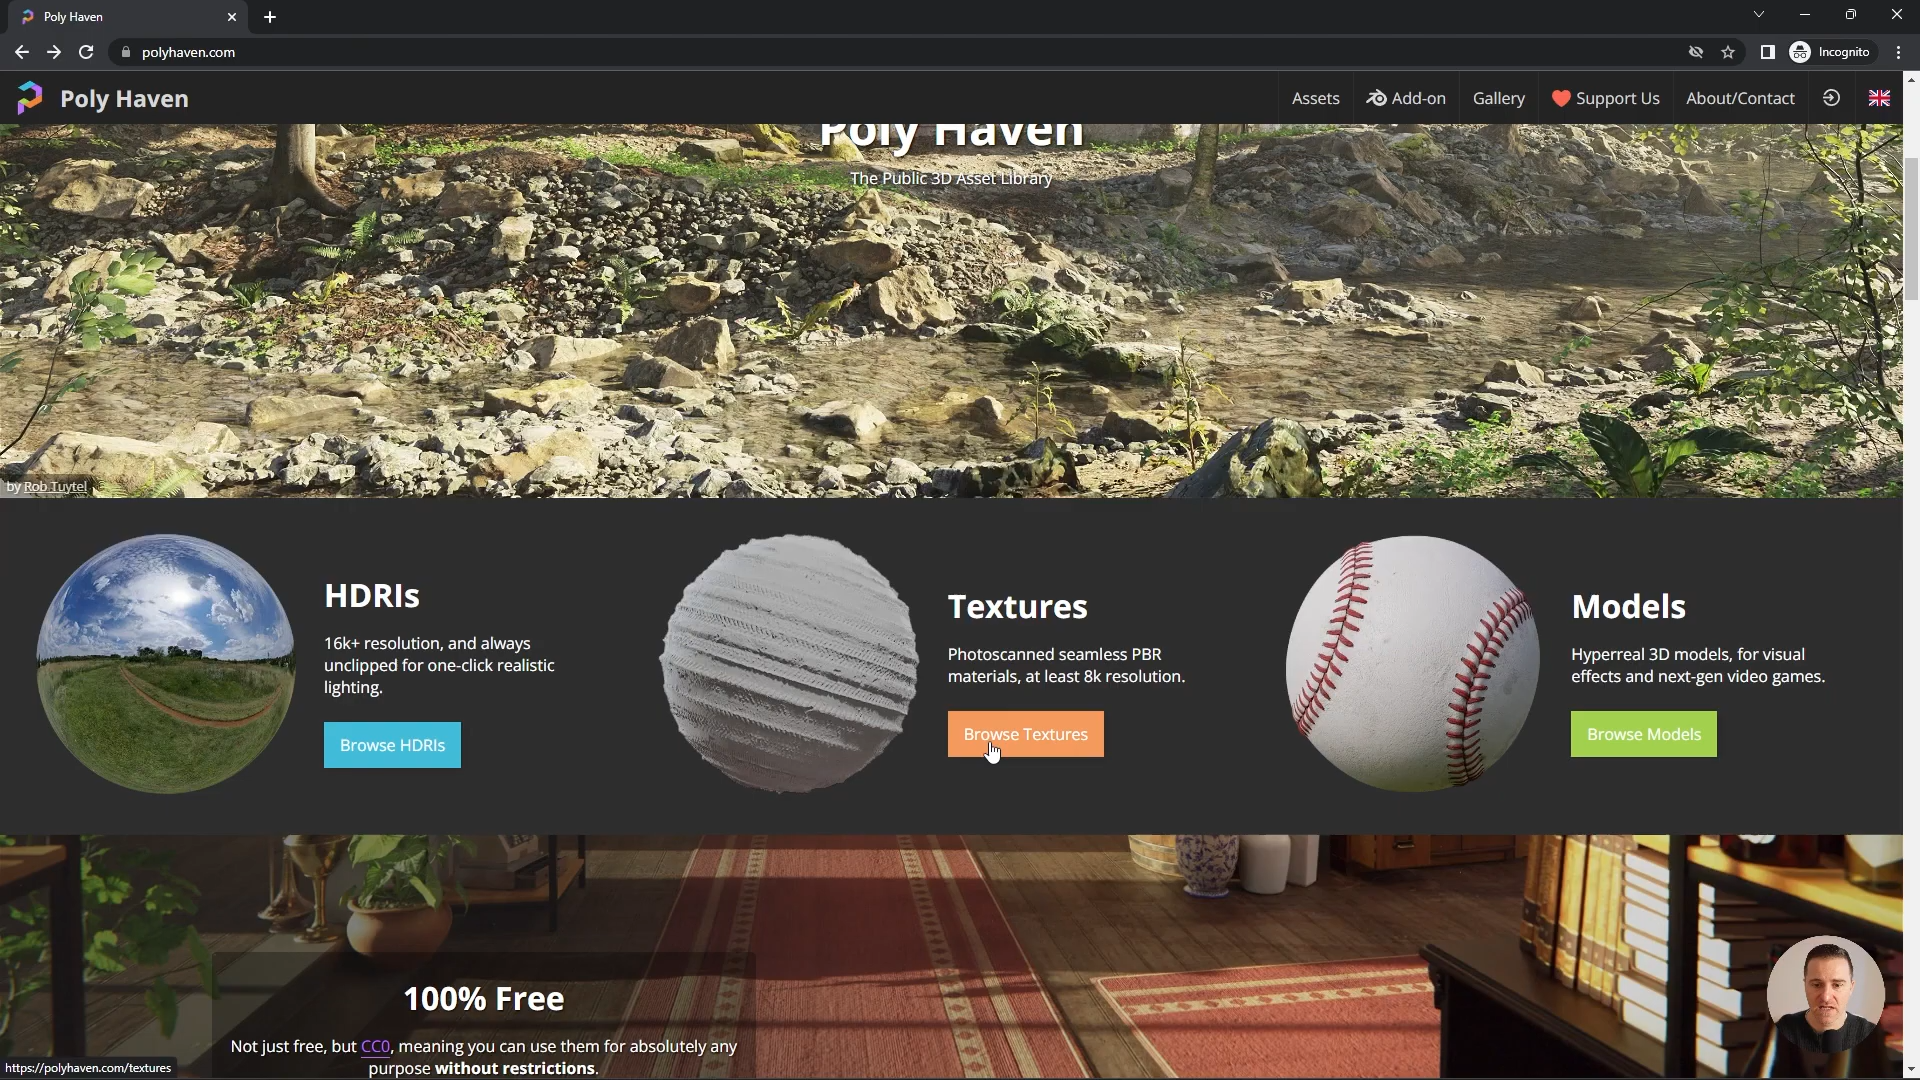 Poly Haven
polyhaven.com
Incognito
Poly Haven
Assets
Add-on
Gallery
Support Us
About/Contact
Poly Haven
The Public 3D Asset Library
by Rob Tuytel
HDRIs
16k+ resolution, and always
unclipped for one-click realistic
lighting.
Browse HDRIs
Textures
Photoscanned seamless PBR
materials, at least 8k resolution.
Browse Textures
Models
Hyperreal 3D models, for visual
effects and next-gen video games.
Browse Models
100% Free
Not just free, but CC0, meaning you can use them for absolutely any
purpose without restrictions.
https://polyhaven.com/textures